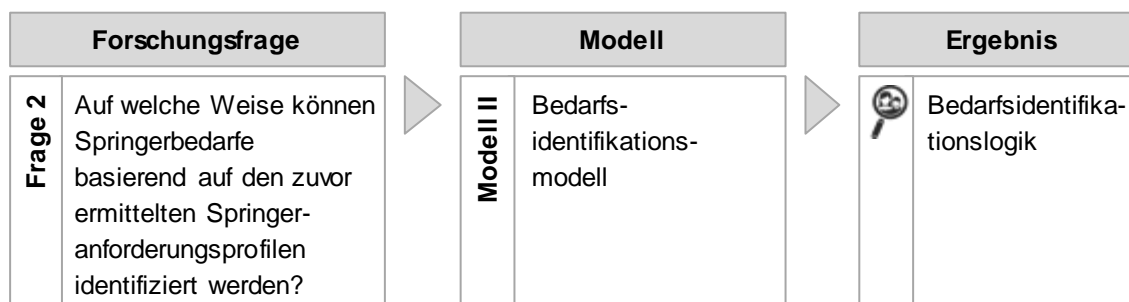 Forschungsfrage
Modell
Ergebnis
Frage 2
Auf welche Weise können
Springerbedarfe
basierend auf den zuvor
ermittelten Springer-
anforderungsprofilen
identifiziert werden?
Modell II
Bedarfs-
identifikations-
modell
Bedarfsidentifika-
tionslogik